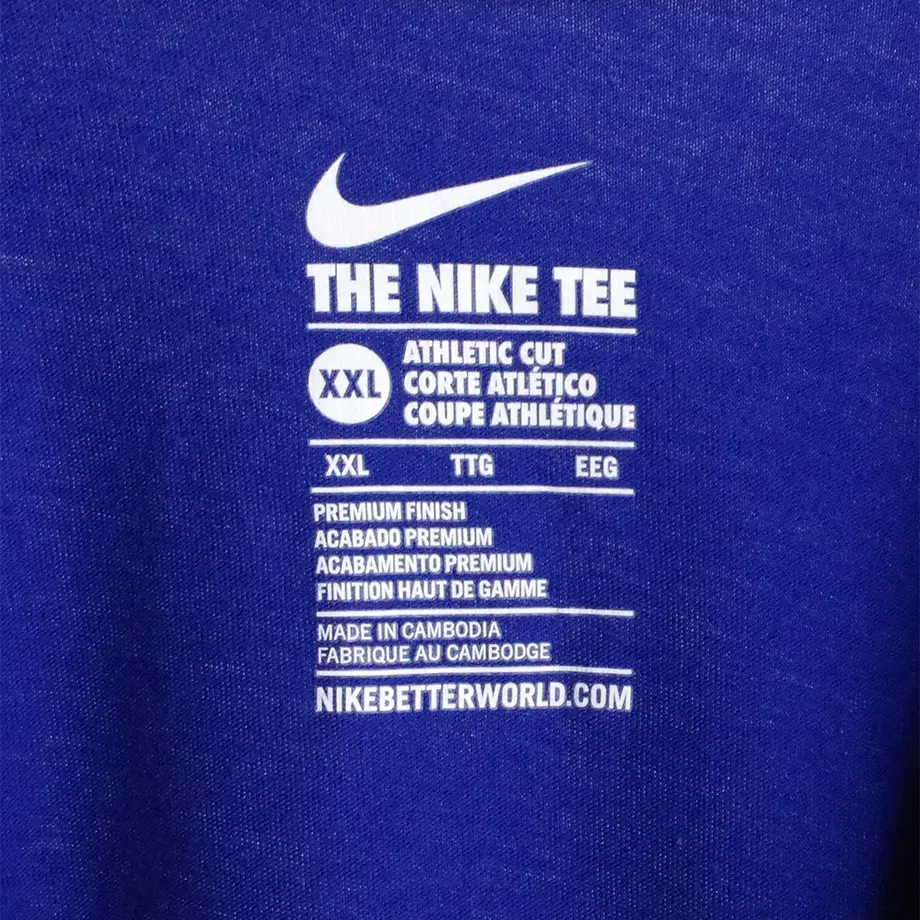 THE NIKE TEE
XXL
ATHLETIC CUT
CORTE ATLÉTICO
COUPE ATHLÉTIQUE
XXL TTG EEG
PREMIUM FINISH
ACABADO PREMIUM
ACABAMENTO PREMIUM
FINITION HAUT DE GAMME
MADE IN CAMBODIA
FABRIQUE AU CAMBODGE
NIKEBETTERWORLD.COM